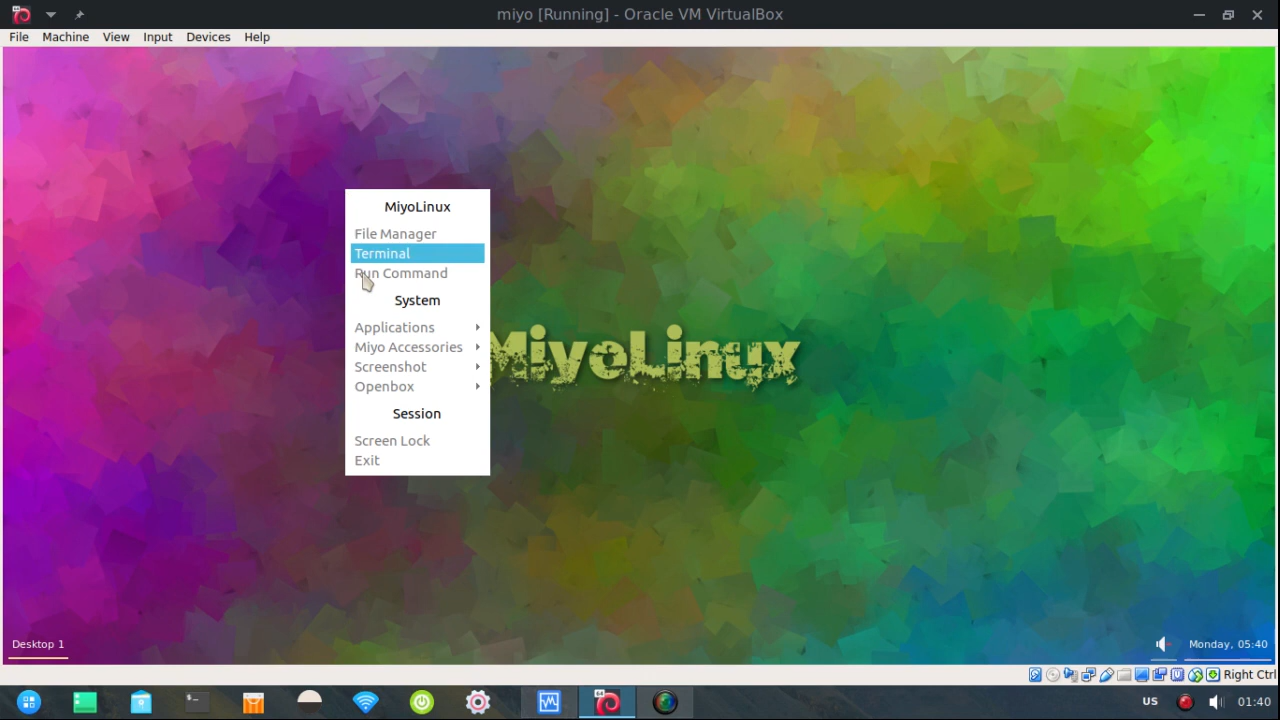 miyo [Running] - Oracle VM VirtualBox
File Machine View Input Devices Help
MiyoLinux
File Manager
Terminal
Run Command
System
Applications
Miyo Accessories
Screenshot
Openbox
Session
Screen Lock
Exit
MiyoLinux
Desktop 1
Monday, 05:40
Right Ctrl
US
01:40